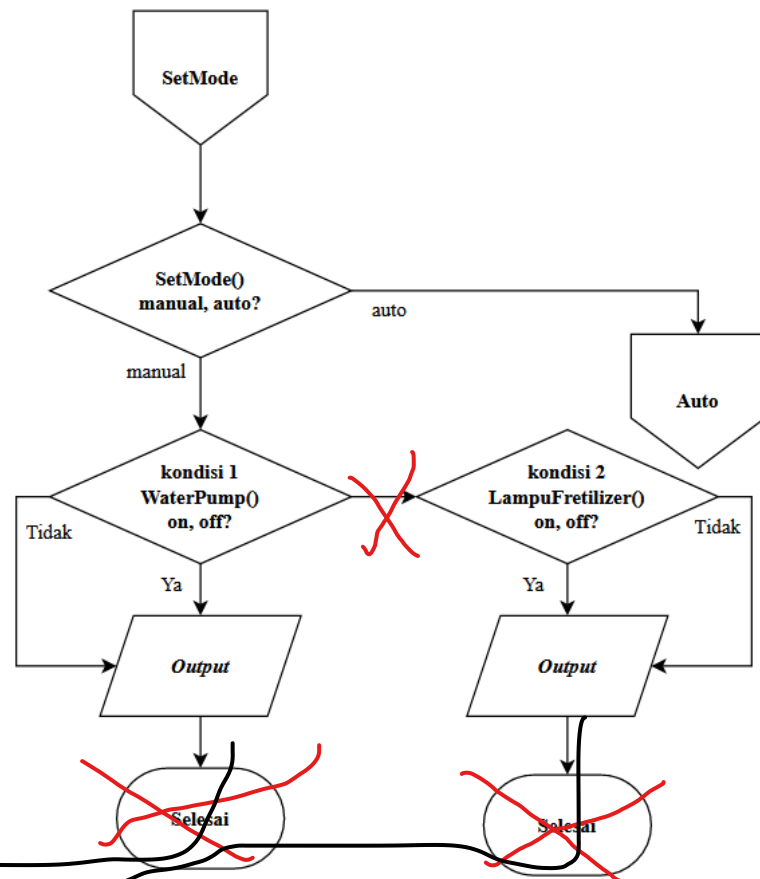 SetMode
SetMode()
manual, auto?
auto
manual
Auto
kondisi 1
WaterPump()
on, off?
kondisi 2
LampuFretilizer()
on, off?
Tidak
Tidak
Ya
Ya
Output
Output
Selesai
Selesai